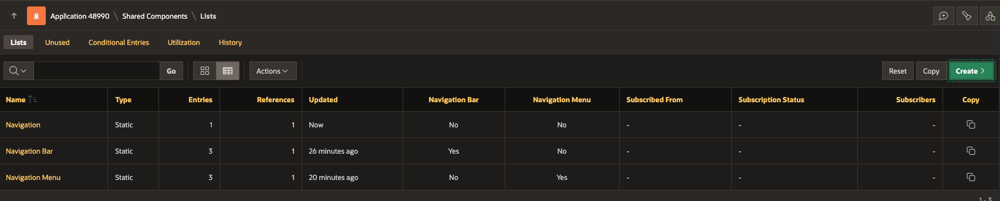 Application 48990 \ Shared Components \ Lists
Lists Unused Conditional Entries Utilization History
Go Actions Reset Copy Create
Name Type Entries References Updated Navigation Bar Navigation Menu Subscribed From Subscription Status Subscribers Copy
Navigation Static 1 1 Now No No - - -
Navigation Bar Static 3 1 26 minutes ago Yes No - - -
Navigation Menu Static 3 1 20 minutes ago No Yes - - -
1 - 3